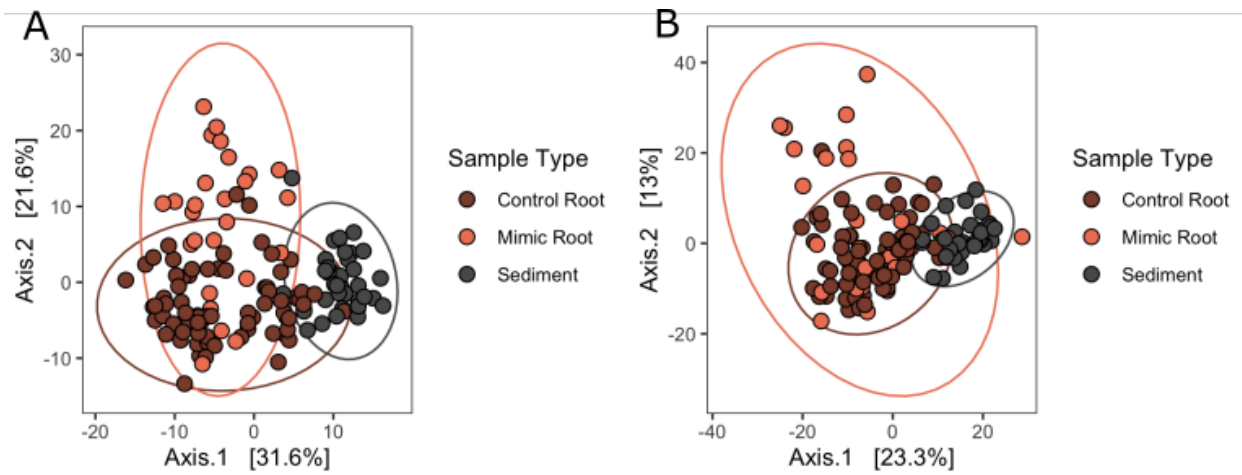 A
30
20
10
0
-10
-20
-10
0
10
Axis.2 [21.6%]
Axis.1 [31.6%]
Sample Type
Control Root
Mimic Root
Sediment
B
40
20
0
-20
-40
-20
0
20
Axis.2 [13%]
Axis.1 [23.3%]
Sample Type
Control Root
Mimic Root
Sediment